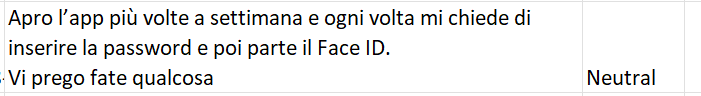 Apro l’app più volte a settimana e ogni volta mi chiede di
inserire la password e poi parte il Face ID.
Vi prego fate qualcosa Neutral